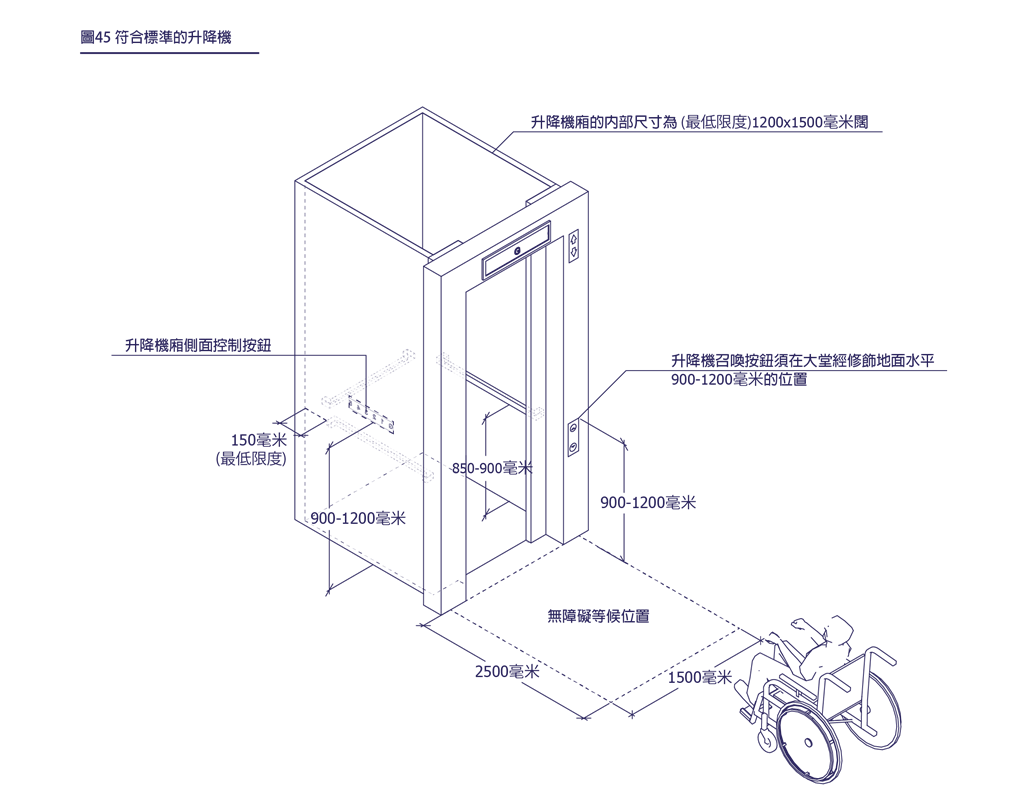 圖45 符合標準的升降機
升降機廂的內部尺寸為 (最低限度)1200x1500毫米闊
升降機廂側面控制按鈕
升降機召喚按鈕須在大堂經修飾地面水平
900-1200毫米的位置
150毫米
(最低限度)
850-900毫米
900-1200毫米
900-1200毫米
無障礙等候位置
2500毫米
1500毫米